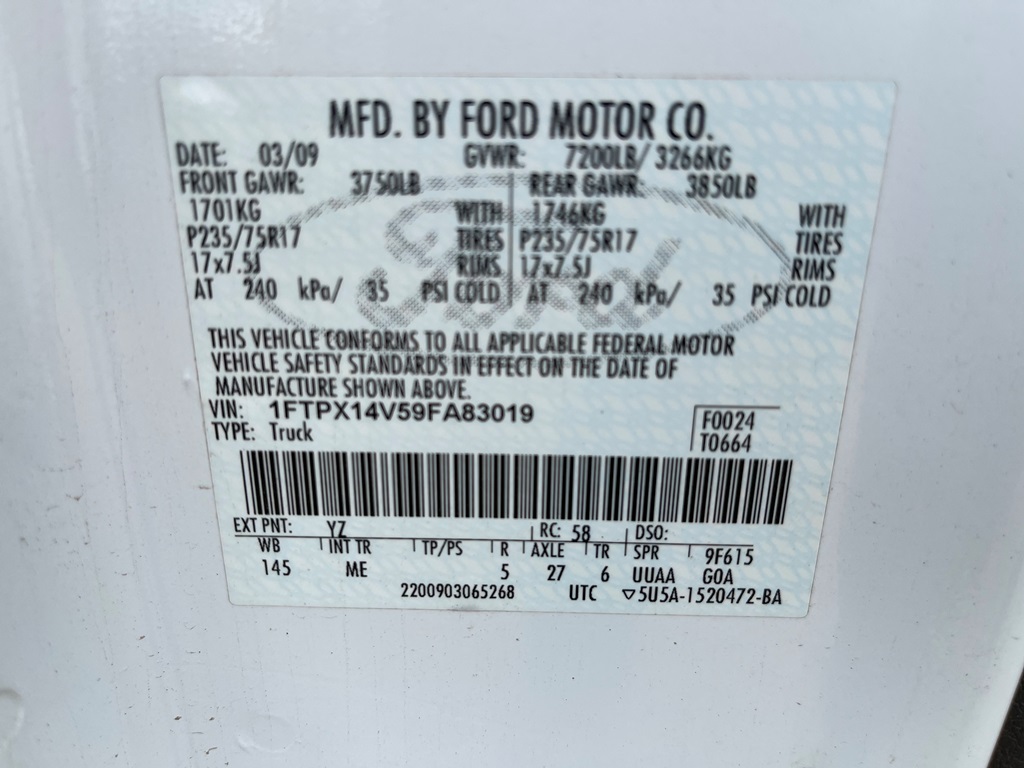 MFD. BY FORD MOTOR CO.
DATE: 03/09 GVWR: 7200LB/ 3266KG
FRONT GAWR: 3750LB REAR GAWR: 3850LB
1701KG WITH 1746KG WITH
P235/75R17 TIRES P235/75R17 TIRES
17x7.5J RIMS 17x7.5J RIMS
AT 240 kPa/ 35 PSI COLD AT 240 kPa/ 35 PSI COLD
Ford
THIS VEHICLE CONFORMS TO ALL APPLICABLE FEDERAL MOTOR
VEHICLE SAFETY STANDARDS IN EFFECT ON THE DATE OF
MANUFACTURE SHOWN ABOVE.
VIN: 1FTPX14V59FA83019 F0024
TYPE: Truck T0664
EXT PNT: YZ RC: 58 DSO:
WB INT TR TP/PS R AXLE TR SPR 9F615
145 ME 5 27 6 UUAA GOA
2200903065268 UTC ▽5U5A-1520472-BA